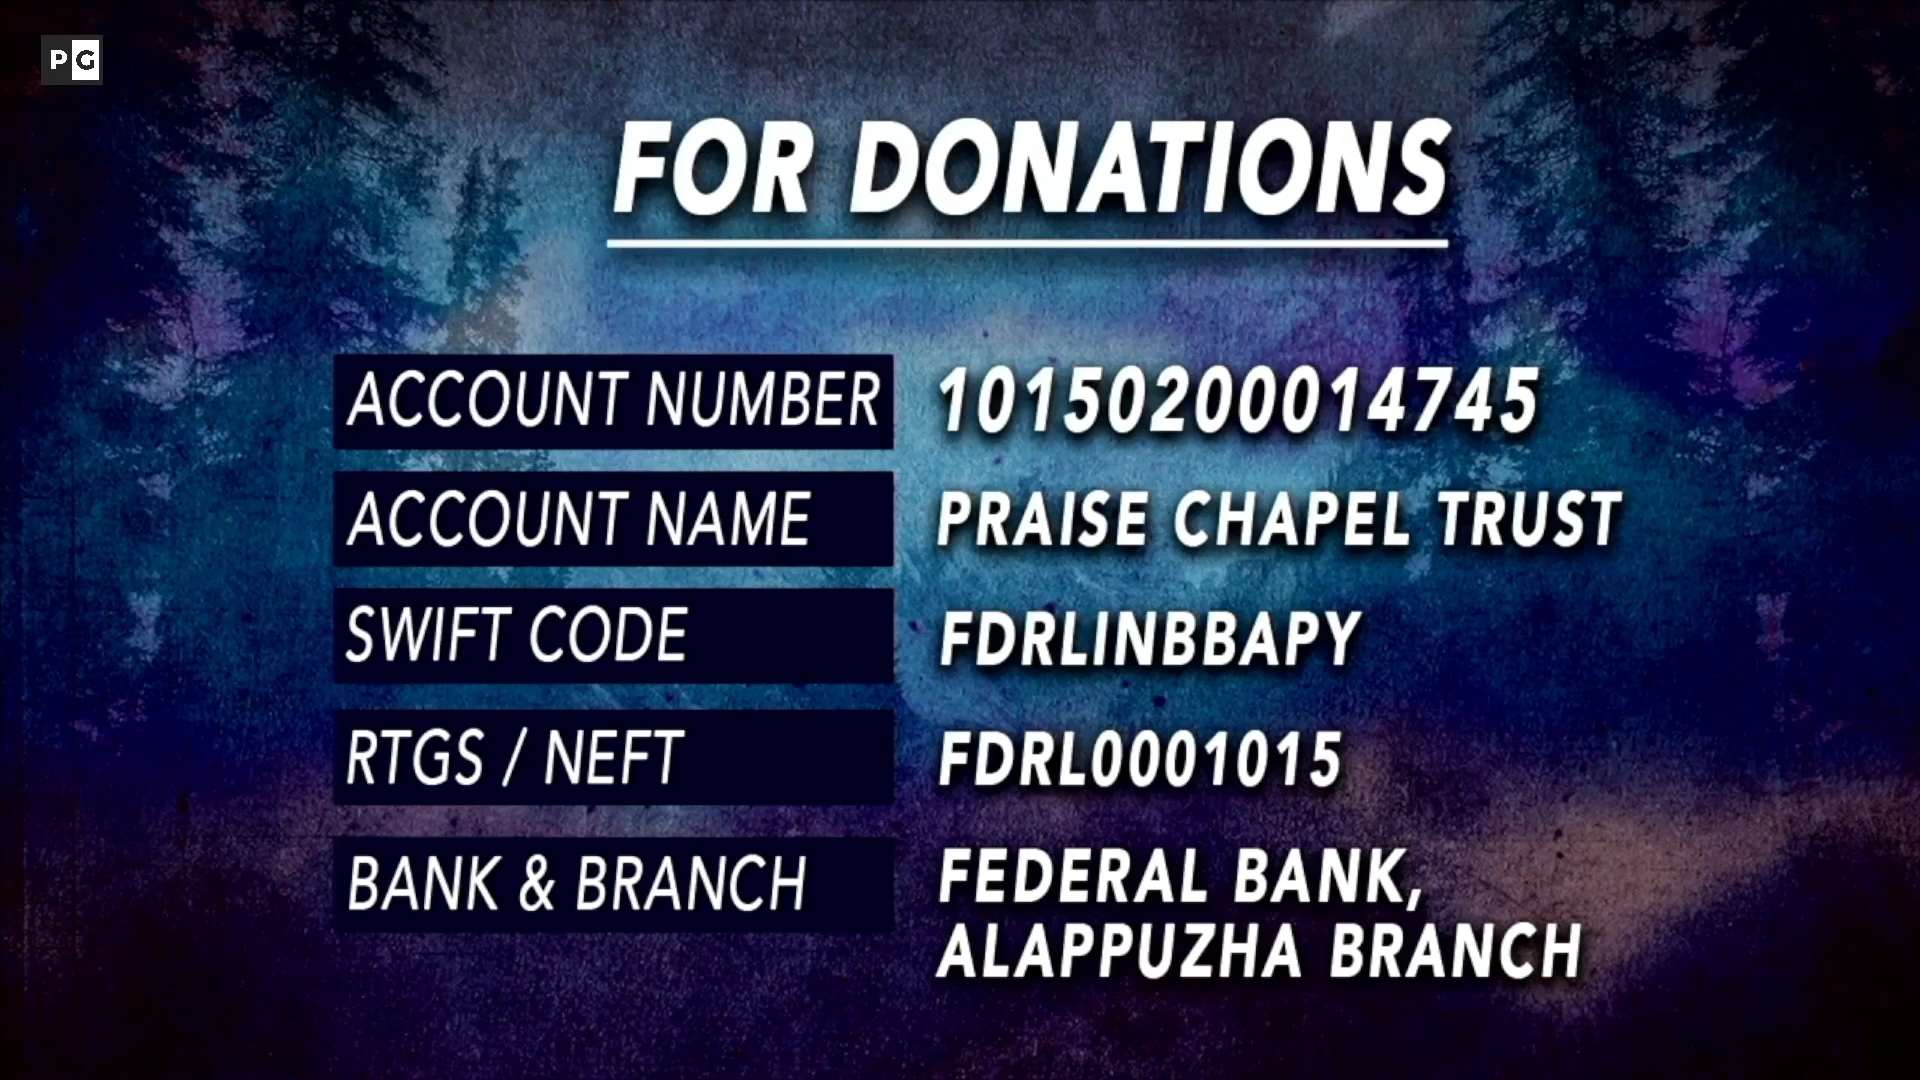 PG
FOR DONATIONS
ACCOUNT NUMBER 10150200014745
ACCOUNT NAME PRAISE CHAPEL TRUST
SWIFT CODE FDRLINBBAPY
RTGS / NEFT FDRL0001015
BANK & BRANCH FEDERAL BANK,
ALAPPUZHA BRANCH